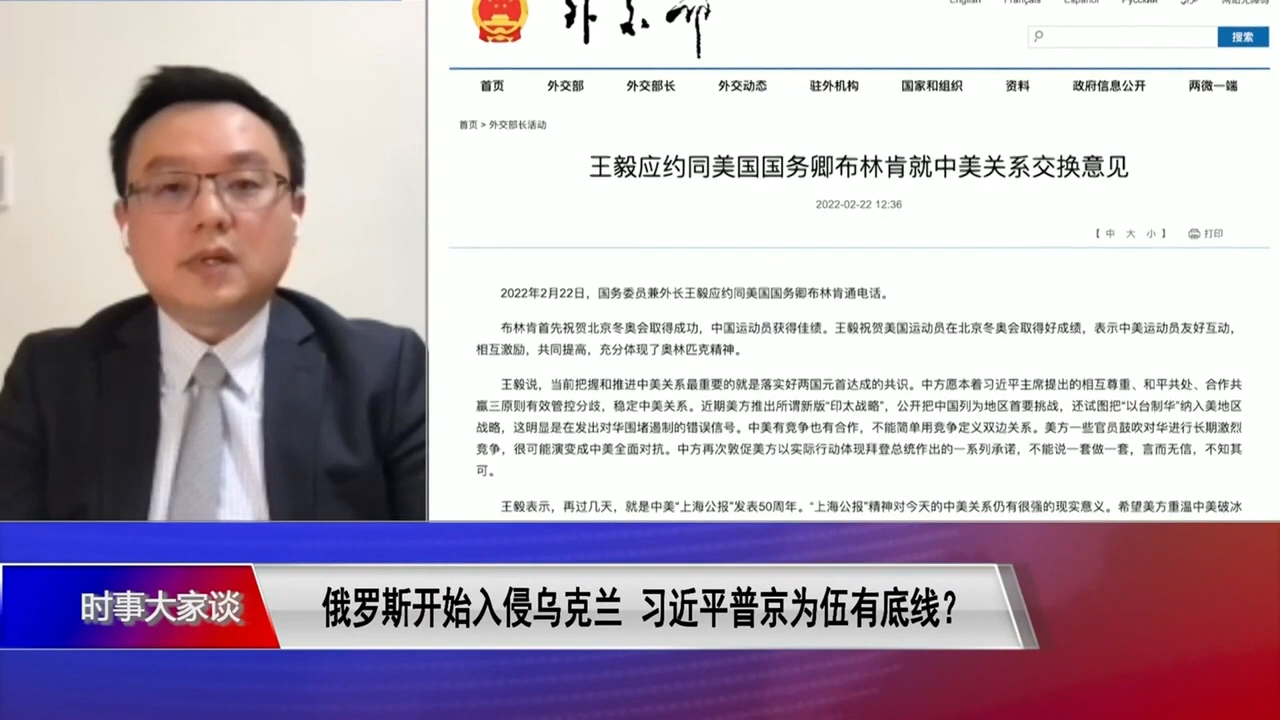 English Français Español Русский
搜索
首页 外交部 外交部长 外交动态 驻外机构 国家和组织 资料 政府信息公开 两微一端
首页 > 外交部长活动
王毅应约同美国国务卿布林肯就中美关系交换意见
2022-02-22 12:36
【 中 大 小 】 打印
2022年2月22日，国务委员兼外长王毅应约同美国国务卿布林肯通电话。
布林肯首先祝贺北京冬奥会取得成功，中国运动员获得佳绩。王毅祝贺美国运动员在北京冬奥会取得好成绩，表示中美运动员友好互动，
相互激励，共同提高，充分体现了奥林匹克精神。
王毅说，当前把握和推进中美关系最重要的就是落实好两国元首达成的共识。中方愿本着习近平主席提出的相互尊重、和平共处、合作共
赢三原则有效管控分歧，稳定中美关系。近期美方推出所谓新版“印太战略”，公开把中国列为地区首要挑战，还试图把“以台制华”纳入美地区
战略，这明显是在发出对华围堵遏制的错误信号。中美有竞争也有合作，不能简单用竞争定义双边关系。美方一些官员鼓吹对华进行长期激烈
竞争，很可能演变成中美全面对抗。中方再次敦促美方以实际行动体现拜登总统作出的一系列承诺，不能说一套做一套，言而无信，不知其
可。
王毅表示，再过几天，就是中美“上海公报”发表50周年。“上海公报”精神对今天的中美关系仍有很强的现实意义。希望美方重温中美破冰
时事大家谈
俄罗斯开始入侵乌克兰 习近平普京为伍有底线？